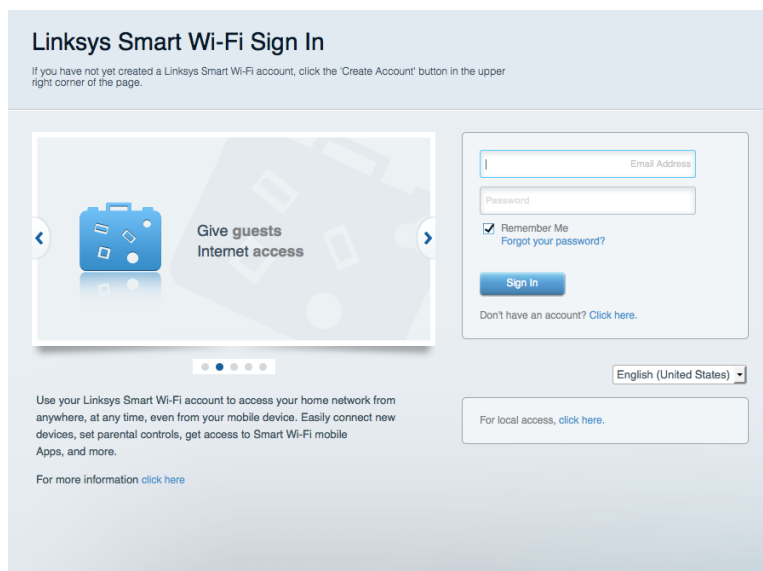 Linksys Smart Wi-Fi Sign In
If you have not yet created a Linksys Smart Wi-Fi account, click the 'Create Account' button in the upper
right corner of the page.
Give guests
Internet access
Use your Linksys Smart Wi-Fi account to access your home network from
anywhere, at any time, even from your mobile device. Easily connect new
devices, set parental controls, get access to Smart Wi-Fi mobile
Apps, and more.
For more information click here
Email Address
Password
Remember Me
Forgot your password?
Sign In
Don't have an account? Click here.
English (United States)
For local access, click here.